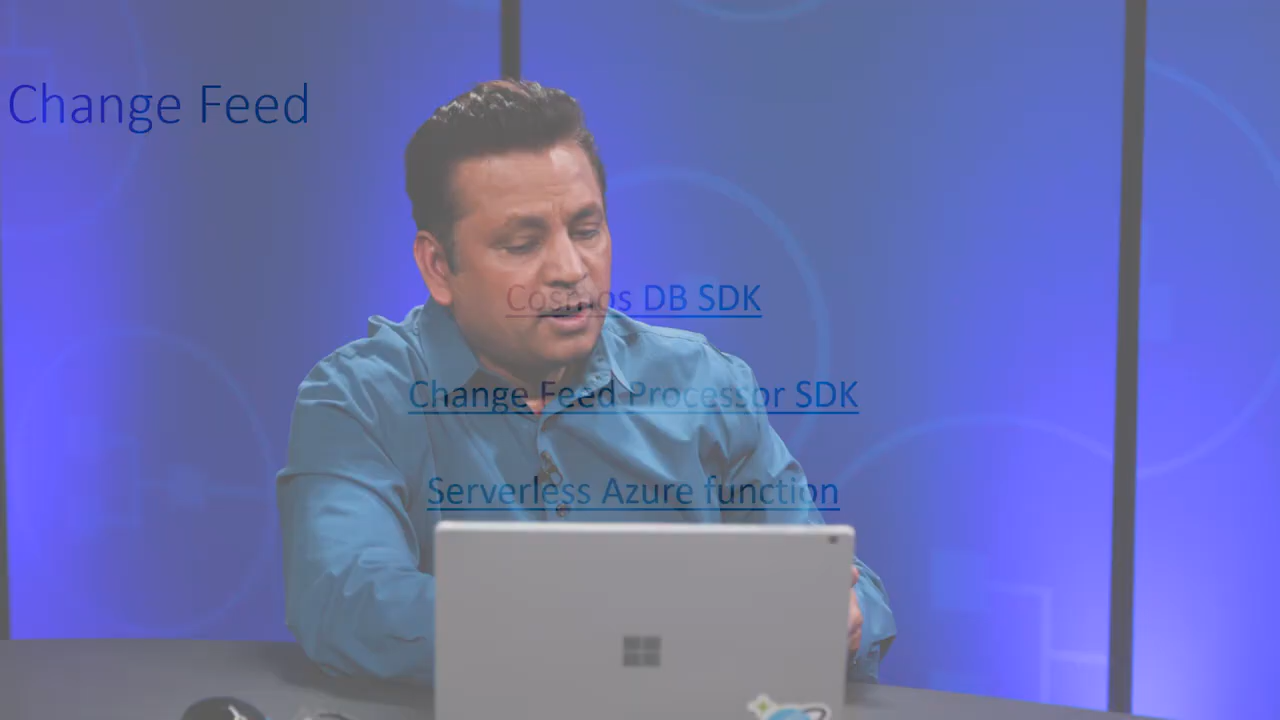 Change Feed
Cosmos DB SDK
Change Feed Processor SDK
Serverless Azure function